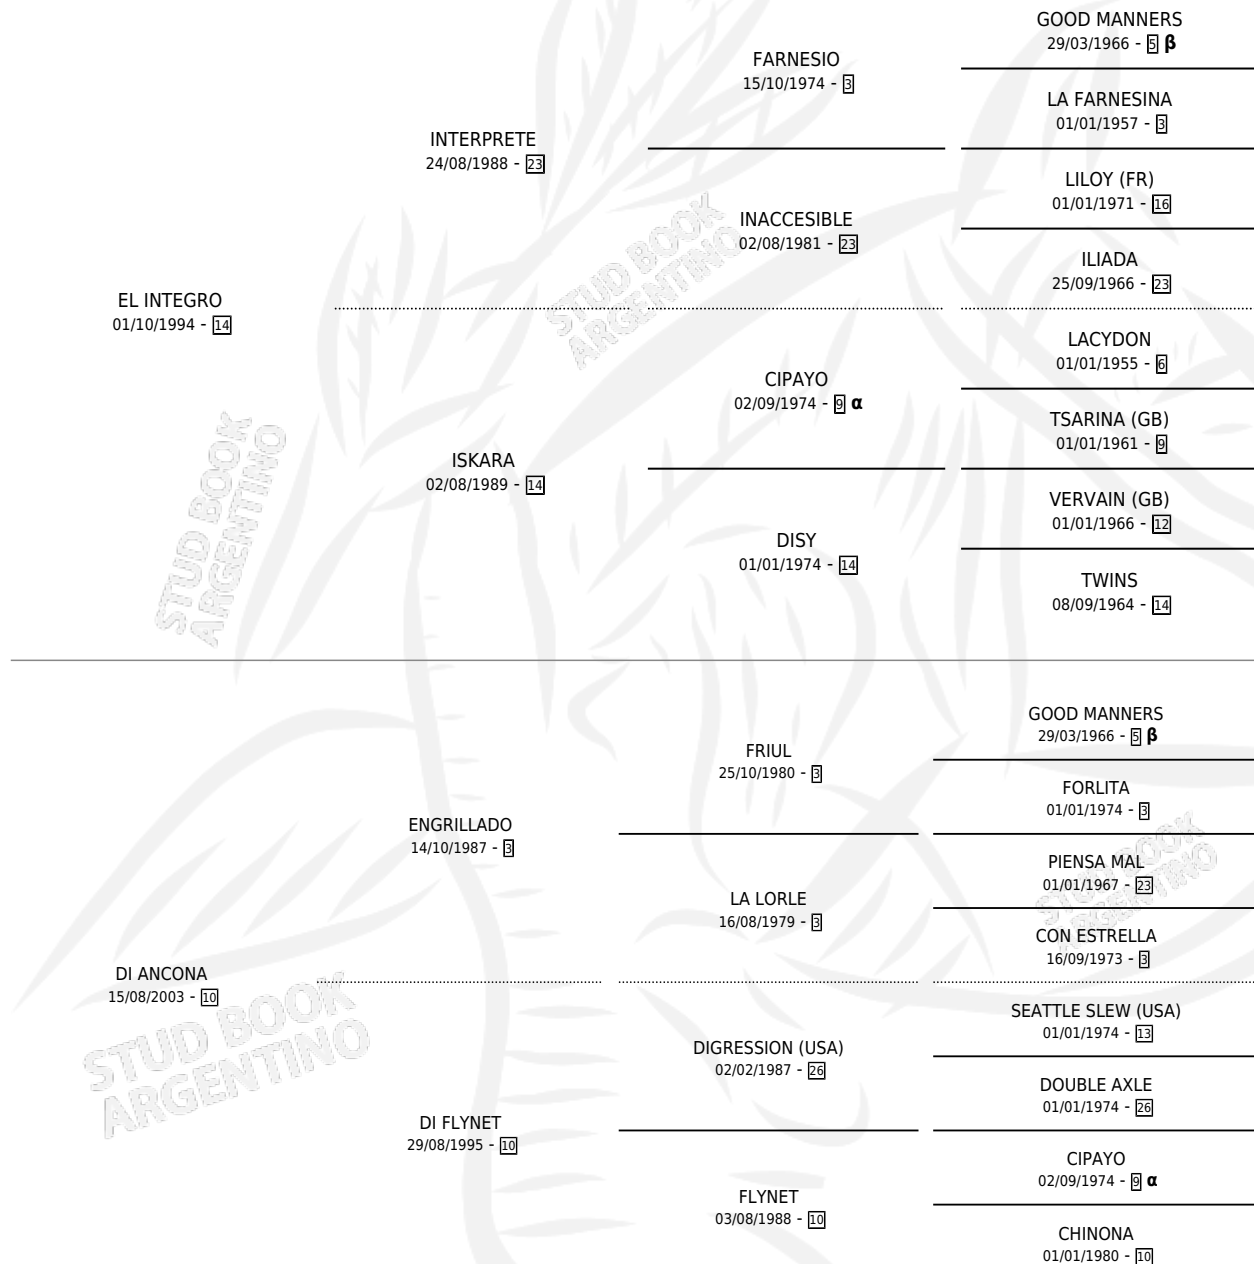 GOOD MANNERS
29/03/1966 - 5 β
FARNESIO
15/10/1974 - 3
LA FARNESINA
01/01/1957 - 3
INTERPRETE
24/08/1988 - 23
LILOY (FR)
01/01/1971 - 16
INACCESIBLE
02/08/1981 - 23
ILIADA
25/09/1966 - 23
EL INTEGRO
01/10/1994 - 14
LACYDON
01/01/1955 - 6
CIPAYO
02/09/1974 - 9 α
TSARINA (GB)
01/01/1961 - 9
ISKARA
02/08/1989 - 14
VERVAIN (GB)
01/01/1966 - 12
DISY
01/01/1974 - 14
TWINS
08/09/1964 - 14
GOOD MANNERS
29/03/1966 - 5 β
FRIUL
25/10/1980 - 3
FORLITA
01/01/1974 - 3
ENGRILLADO
14/10/1987 - 3
PIENSA MAL
01/01/1967 - 23
LA LORLE
16/08/1979 - 3
CON ESTRELLA
16/09/1973 - 3
DI ANCONA
15/08/2003 - 10
SEATTLE SLEW (USA)
01/01/1974 - 13
DIGRESSION (USA)
02/02/1987 - 26
DOUBLE AXLE
01/01/1974 - 26
DI FLYNET
29/08/1995 - 10
CIPAYO
02/09/1974 - 9 α
FLYNET
03/08/1988 - 10
CHINONA
01/01/1980 - 10
STUD BOOK
ARGENTINO
STUD BOOK
ARGENTINO
STUD BOOK
ARGENTINO
STUD BOOK
ARGENTINO